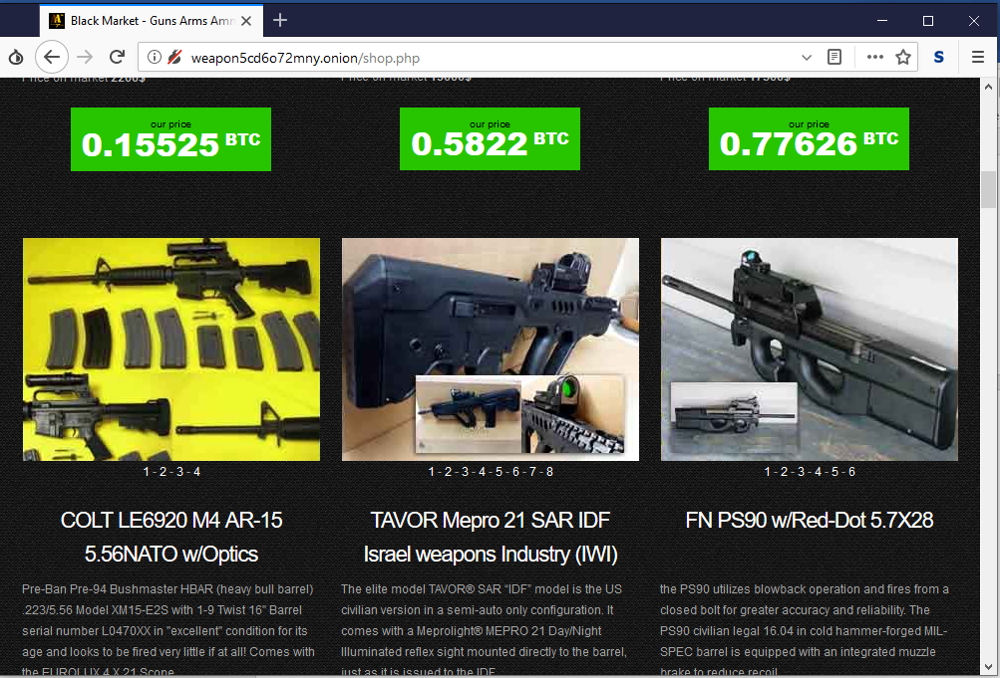 Black Market - Guns Arms Amm
weapon5cd6o72mny.onion/shop.php
S
Price on market 2200$
our price
0.15525 BTC
our price
0.5822 BTC
our price
0.77626 BTC
1 - 2 - 3 - 4
1 - 2 - 3 - 4 - 5 - 6 - 7 - 8
1 - 2 - 3 - 4 - 5 - 6
COLT LE6920 M4 AR-15
5.56NATO w/Optics
TAVOR Mepro 21 SAR IDF
Israel weapons Industry (IWI)
FN PS90 w/Red-Dot 5.7X28
Pre-Ban Pre-94 Bushmaster HBAR (heavy bull barrel)
.223/5.56 Model XM15-E2S with 1-9 Twist 16" Barrel
serial number L0470XX in "excellent" condition for its
age and looks to be fired very little if at all! Comes with
the EUROLUX 4 X 21 Scope
The elite model TAVOR® SAR “IDF” model is the US
civilian version in a semi-auto only configuration. It
comes with a Meprolight® MEPRO 21 Day/Night
Illuminated reflex sight mounted directly to the barrel,
just as it is issued to the IDF
the PS90 utilizes blowback operation and fires from a
closed bolt for greater accuracy and reliability. The
PS90 civilian legal 16.04 in cold hammer-forged MIL-
SPEC barrel is equipped with an integrated muzzle
brake to reduce recoil